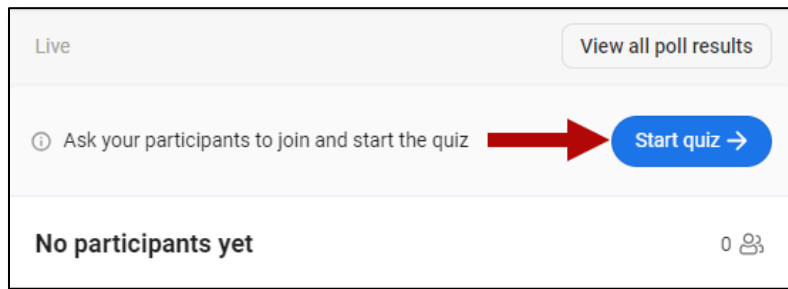 Live
View all poll results
Ask your participants to join and start the quiz
Start quiz →
No participants yet
0